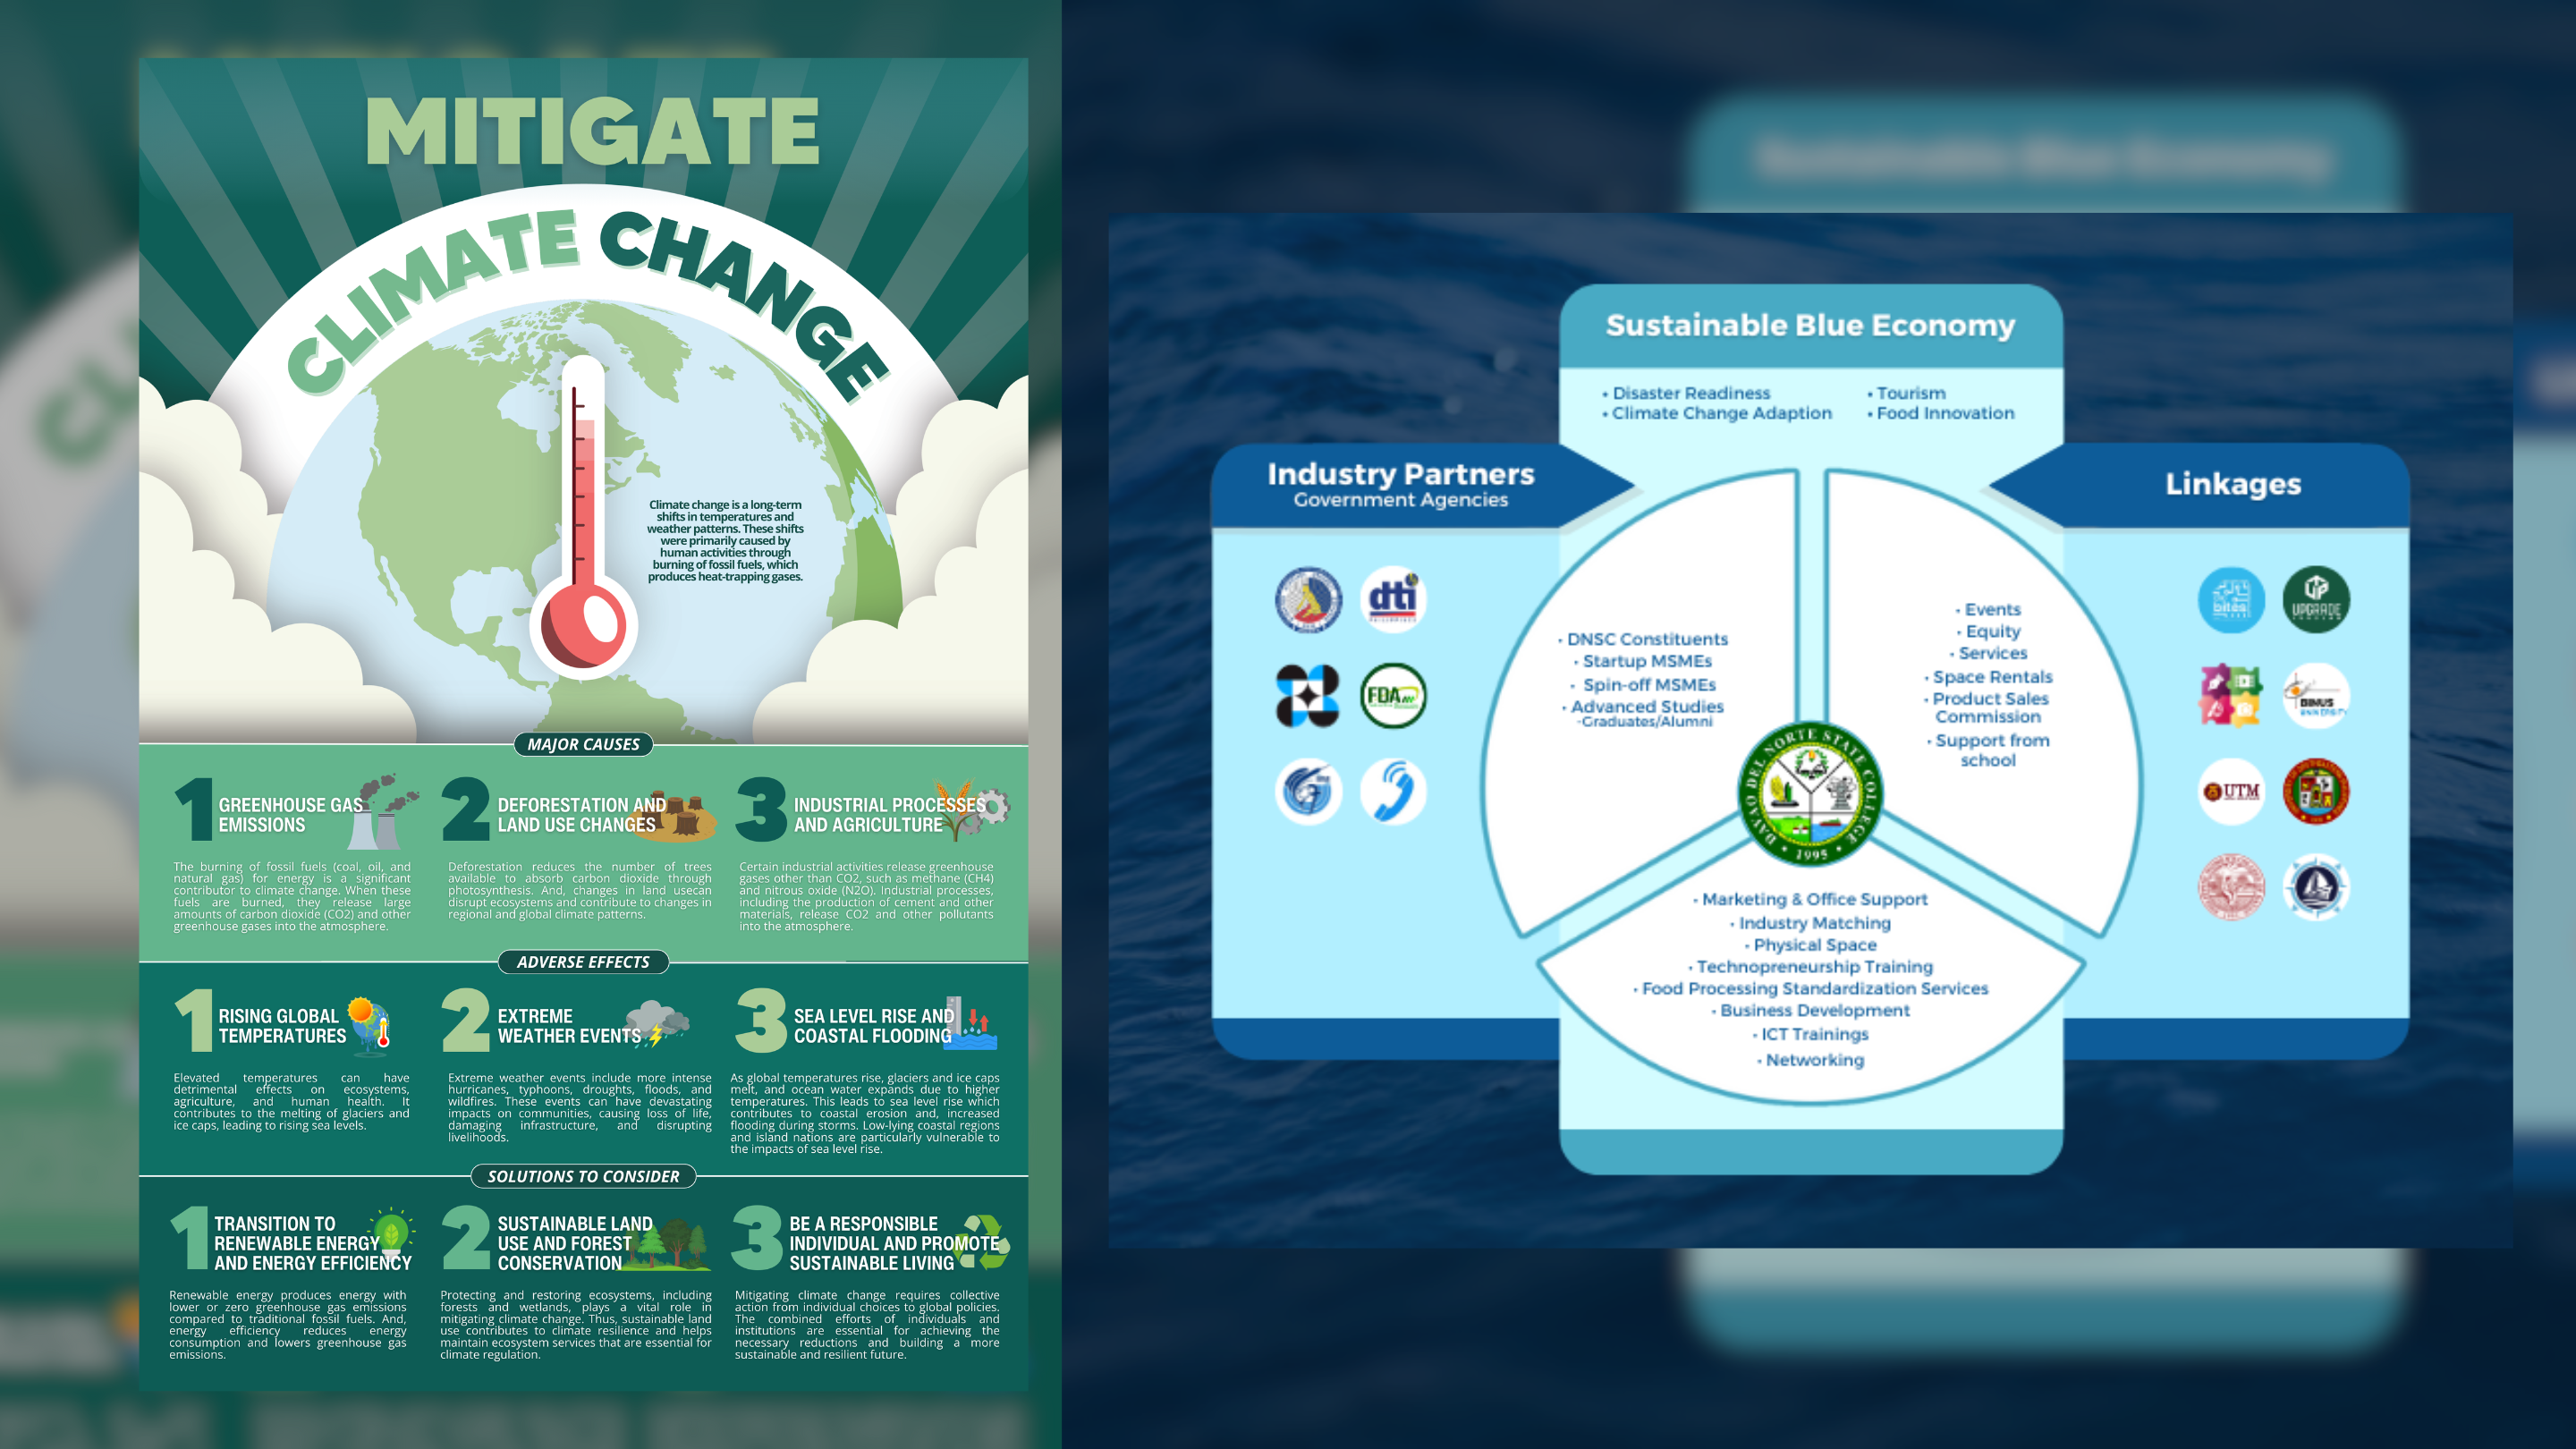 MITIGATE
CLIMATE CHANGE
Climate change is a long-term
shifts in temperatures and
weather patterns. These shifts
were primarily caused by
human activities through
burning of fossil fuels, which
produces heat-trapping gases.
MAJOR CAUSES
1
GREENHOUSE GAS
EMISSIONS
The burning of fossil fuels (coal, oil, and
natural gas) for energy is a significant
contributor to climate change. When these
fuels are burned, they release large
amounts of carbon dioxide (CO2) and other
greenhouse gases into the atmosphere.
2
DEFORESTATION AND
LAND USE CHANGES
Deforestation reduces the number of trees
available to absorb carbon dioxide through
photosynthesis. And, changes in land usecan
disrupt ecosystems and contribute to changes in
regional and global climate patterns.
3
INDUSTRIAL PROCESSES
AND AGRICULTURE
Certain industrial activities release greenhouse
gases other than CO2, such as methane (CH4)
and nitrous oxide (N2O). Industrial processes,
including the production of cement and other
materials, release CO2 and other pollutants
into the atmosphere.
ADVERSE EFFECTS
1
RISING GLOBAL
TEMPERATURES
Elevated temperatures can have
detrimental effects on ecosystems,
agriculture, and human health. It
contributes to the melting of glaciers and
ice caps, leading to rising sea levels.
2
EXTREME
WEATHER EVENTS
Extreme weather events include more intense
hurricanes, typhoons, droughts, floods, and
wildfires. These events can have devastating
impacts on communities, causing loss of life,
damaging infrastructure, and disrupting
livelihoods.
3
SEA LEVEL RISE AND
COASTAL FLOODING
As global temperatures rise, glaciers and ice caps
melt, and ocean water expands due to higher
temperatures. This leads to sea level rise which
contributes to coastal erosion and, increased
flooding during storms. Low-lying coastal regions
and island nations are particularly vulnerable to
the impacts of sea level rise.
SOLUTIONS TO CONSIDER
1
TRANSITION TO
RENEWABLE ENERGY
AND ENERGY EFFICIENCY
Renewable energy produces energy with
lower or zero greenhouse gas emissions
compared to traditional fossil fuels. And,
energy efficiency reduces energy
consumption and lowers greenhouse gas
emissions.
2
SUSTAINABLE LAND
USE AND FOREST
CONSERVATION
Protecting and restoring ecosystems, including
forests and wetlands, plays a vital role in
mitigating climate change. Thus, sustainable land
use contributes to climate resilience and helps
maintain ecosystem services that are essential for
climate regulation.
3
BE A RESPONSIBLE
INDIVIDUAL AND PROMOTE
SUSTAINABLE LIVING
Mitigating climate change requires collective
action from individual choices to global policies.
The combined efforts of individuals and
institutions are essential for achieving the
necessary reductions and building a more
sustainable and resilient future.
Sustainable Blue Economy
Sustainable Blue Economy
• Disaster Readiness
• Climate Change Adaption
• Tourism
• Food Innovation
Industry Partners
Government Agencies
dti
PHILIPPINES
FDA
Linkages
bites
UPGRADE
BINUS
UNIVERSITY
UTM
• DNSC Constituents
• Startup MSMEs
• Spin-off MSMEs
• Advanced Studies
-Graduates/Alumni
• Events
• Equity
• Services
• Space Rentals
• Product Sales
Commission
• Support from
school
DAVAO DEL NORTE STATE COLLEGE
• 1995 •
• Marketing & Office Support
• Industry Matching
• Physical Space
• Technopreneurship Training
• Food Processing Standardization Services
• Business Development
• ICT Trainings
• Networking